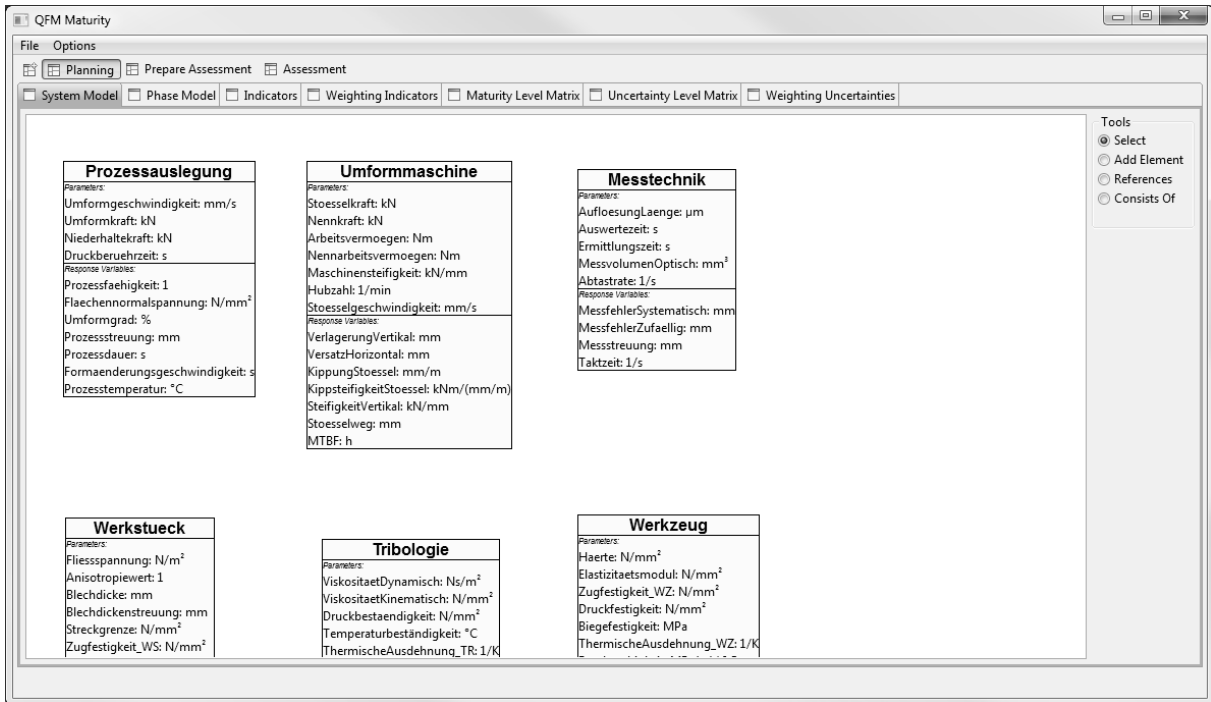 QFM Maturity
File Options
Planning Prepare Assessment Assessment
System Model Phase Model Indicators Weighting Indicators Maturity Level Matrix Uncertainty Level Matrix Weighting Uncertainties
Prozessauslegung
Parameters:
Umformgeschwindigkeit: mm/s
Umformkraft: kN
Niederhaltekraft: kN
Druckberuehrzeit: s
Response Variables:
Prozessfaehigkeit: 1
Flaechennormalspannung: N/mm²
Umformgrad: %
Prozessstreuung: mm
Prozessdauer: s
Formaenderungsgeschwindigkeit: s
Prozesstemperatur: °C
Umformmaschine
Parameters:
Stoesselkraft: kN
Nennkraft: kN
Arbeitsvermoegen: Nm
Nennarbeitsvermoegen: Nm
Maschinensteifigkeit: kN/mm
Hubzahl: 1/min
Stoesselgeschwindigkeit: mm/s
Response Variables:
VerlagerungVertikal: mm
VersatzHorizontal: mm
KippungStoessel: mm/m
KippsteifigkeitStoessel: kNm/(mm/m)
SteifigkeitVertikal: kN/mm
Stoesselweg: mm
MTBF: h
Messtechnik
Parameters:
AufloesungLaenge: µm
Auswertezeit: s
Ermittlungszeit: s
MessvolumenOptisch: mm³
Abtastrate: 1/s
Response Variables:
MessfehlerSystematisch: mm
MessfehlerZufaellig: mm
Messstreuung: mm
Taktzeit: 1/s
Tools
Select
Add Element
References
Consists Of
Werkstueck
Parameters:
Fliessspannung: N/m²
Anisotropiewert: 1
Blechdicke: mm
Blechdickenstreuung: mm
Streckgrenze: N/mm²
Zugfestigkeit_WS: N/mm²
Tribologie
Parameters:
ViskositaetDynamisch: Ns/m²
ViskositaetKinematisch: N/mm²
Druckbestaendigkeit: N/mm²
Temperaturbeständigkeit: °C
ThermischeAusdehnung_TR: 1/K
Werkzeug
Parameters:
Haerte: N/mm²
Elastizitaetsmodul: N/mm²
Zugfestigkeit_WZ: N/mm²
Druckfestigkeit: N/mm²
Biegefestigkeit: MPa
ThermischeAusdehnung_WZ: 1/K